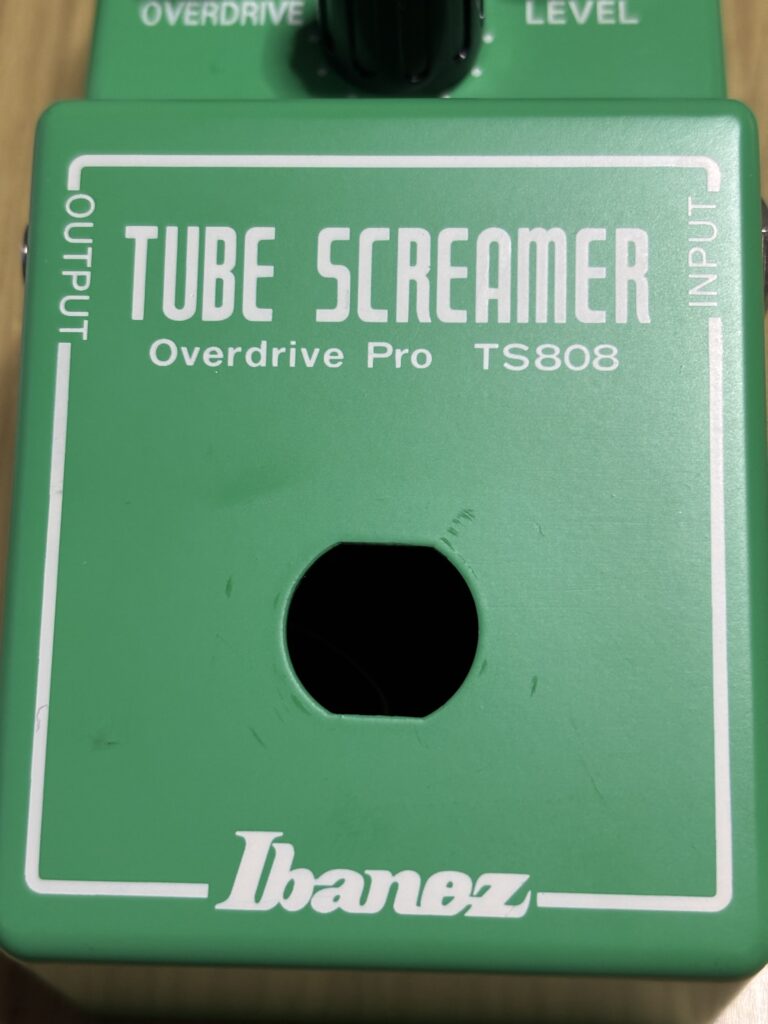 OVERDRIVE LEVEL
OUTPUT
INPUT
TUBE SCREAMER
Overdrive Pro TS808
Ibanez